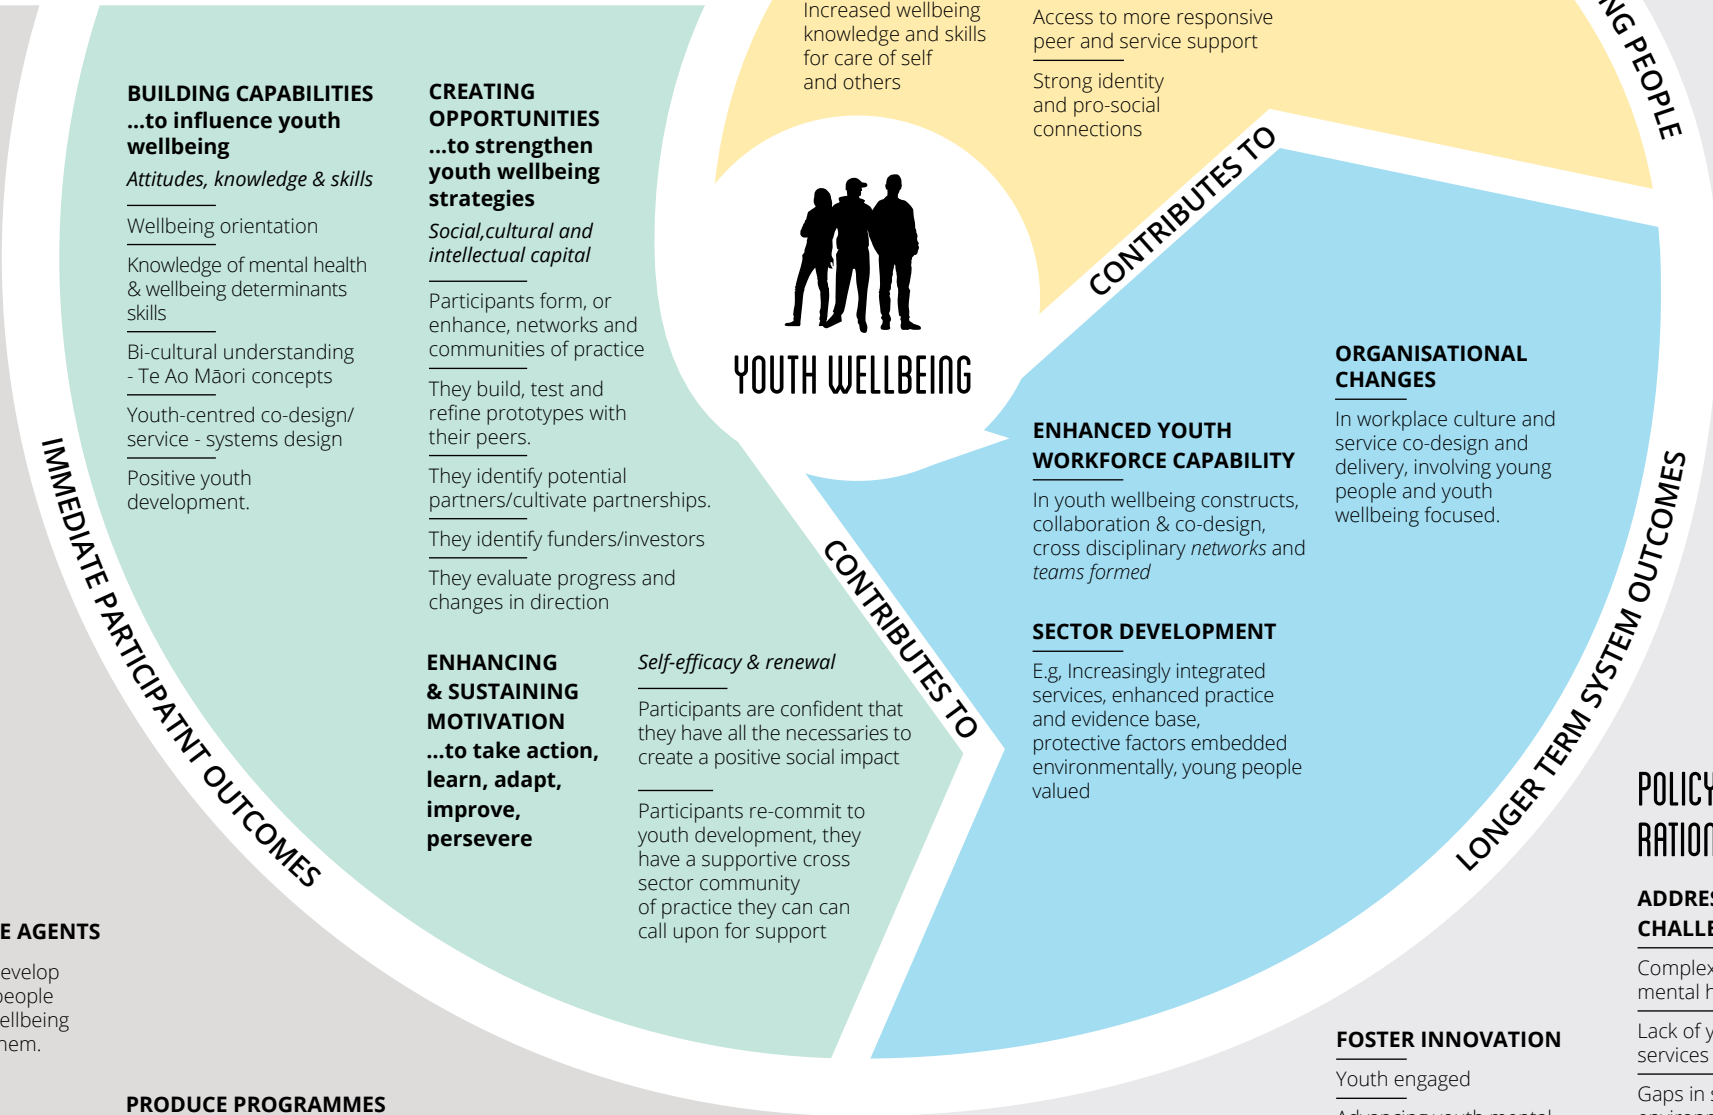 Increased wellbeing
knowledge and skills
for care of self
and others
Access to more responsive
peer and service support
Strong identity
and pro-social
connections
PEOPLE
BUILDING CAPABILITIES
...to influence youth
wellbeing
Attitudes, knowledge & skills
Wellbeing orientation
Knowledge of mental health
& wellbeing determinants
skills
Bi-cultural understanding
- Te Ao Māori concepts
Youth-centred co-design/
service - systems design
Positive youth
development.
CREATING
OPPORTUNITIES
...to strengthen
youth wellbeing
strategies
Social,cultural and
intellectual capital
Participants form, or
enhance, networks and
communities of practice
They build, test and
refine prototypes with
their peers.
They identify potential
partners/cultivate partnerships.
They identify funders/investors
They evaluate progress and
changes in direction
ENHANCING
& SUSTAINING
MOTIVATION
...to take action,
learn, adapt,
improve,
persevere
Self-efficacy & renewal
Participants are confident that
they have all the necessaries to
create a positive social impact
Participants re-commit to
youth development, they
have a supportive cross
sector community
of practice they can can
call upon for support
IMMEDIATE PARTICIPATNT OUTCOMES
YOUTH WELLBEING
CONTRIBUTES TO
CONTRIBUTES TO
ENHANCED YOUTH
WORKFORCE CAPABILITY
In youth wellbeing constructs,
collaboration & co-design,
cross disciplinary networks and
teams formed
SECTOR DEVELOPMENT
E.g, Increasingly integrated
services, enhanced practice
and evidence base,
protective factors embedded
environmentally, young people
valued
ORGANISATIONAL
CHANGES
In workplace culture and
service co-design and
delivery, involving young
people and youth
wellbeing focused.
LONGER TERM SYSTEM OUTCOMES
AGENTS
people
PRODUCE PROGRAMMES
FOSTER INNOVATION
Youth engaged
Advancing youth mental
POLICY
Complex
mental
Lack of
services
Gaps in